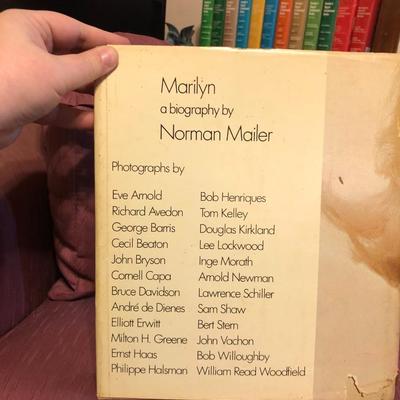 Marilyn
a biography by
Norman Mailer
Photographs by
Eve Arnold
Richard Avedon
George Barris
Cecil Beaton
John Bryson
Cornell Capa
Bruce Davidson
André de Dienes
Elliott Erwitt
Milton H. Greene
Ernst Haas
Philippe Halsman
Bob Henriques
Tom Kelley
Douglas Kirkland
Lee Lockwood
Inge Morath
Arnold Newman
Lawrence Schiller
Sam Shaw
Bert Stern
John Vachon
Bob Willoughby
William Read Woodfield